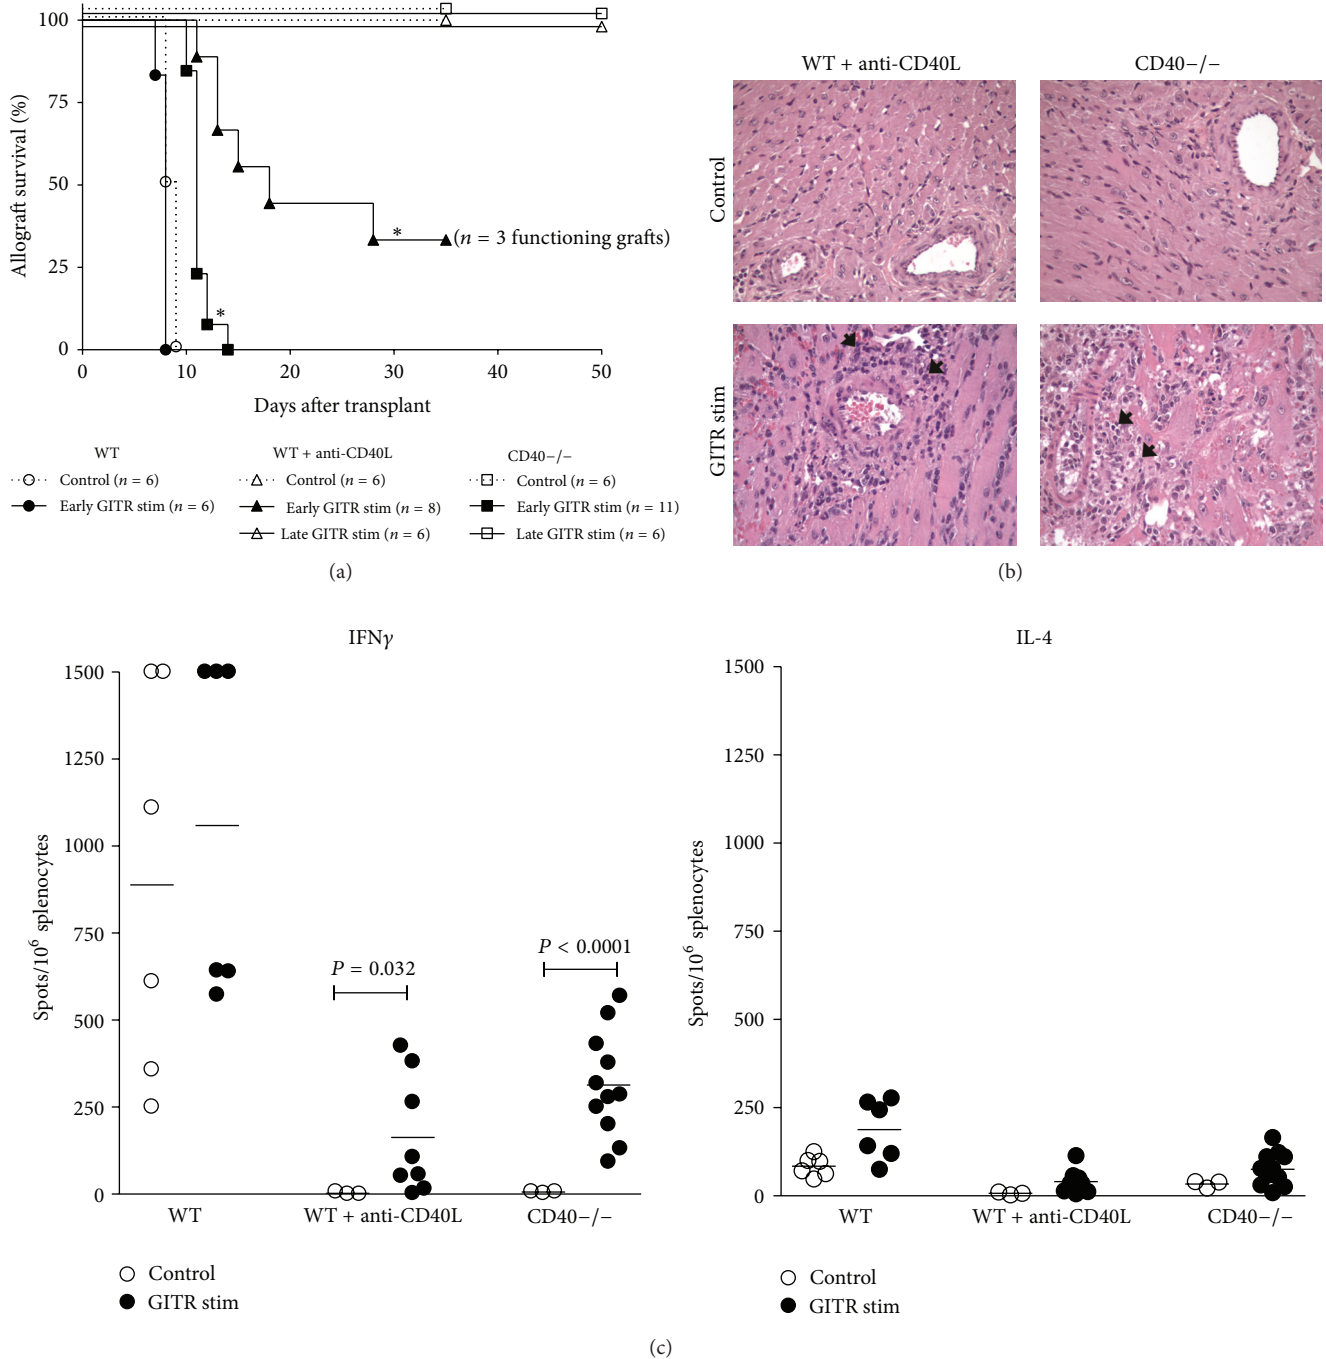 100
75
50
25
0
Allograft survival (%)
*
*
(n = 3 functioning grafts)
0 10 20 30 40 50
Days after transplant
WT WT + anti-CD40L CD40−/−
Control (n = 6) Control (n = 6) Control (n = 6)
Early GITR stim (n = 6) Early GITR stim (n = 8) Early GITR stim (n = 11)
Late GITR stim (n = 6) Late GITR stim (n = 6)
(a)
WT + anti-CD40L CD40−/−
Control
GITR stim
(b)
IFNγ
1500
1250
1000
750
500
250
0
Spots/10⁶ splenocytes
P = 0.032
P < 0.0001
WT WT + anti-CD40L CD40−/−
Control
GITR stim
IL-4
1500
1250
1000
750
500
250
0
Spots/10⁶ splenocytes
WT WT + anti-CD40L CD40−/−
Control
GITR stim
(c)